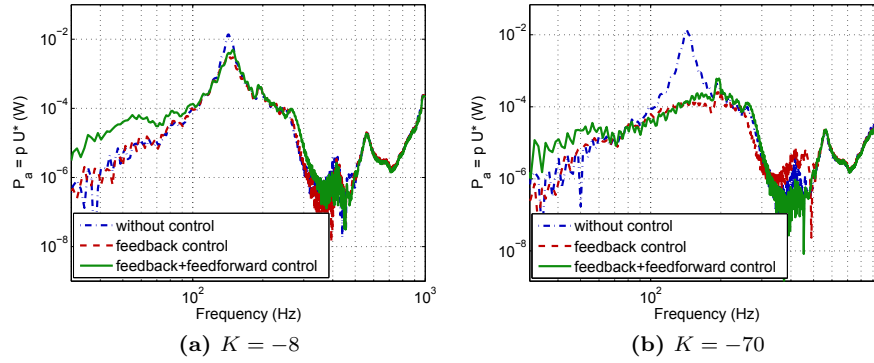 10^-2
10^-4
10^-6
10^-8
P_a = p U* (W)
without control
feedback control
feedback+feedforward control
10^2
10^3
Frequency (Hz)
(a) K = −8
10^-2
10^-4
10^-6
10^-8
P_a = p U* (W)
without control
feedback control
feedback+feedforward control
10^2
Frequency (Hz)
(b) K = −70